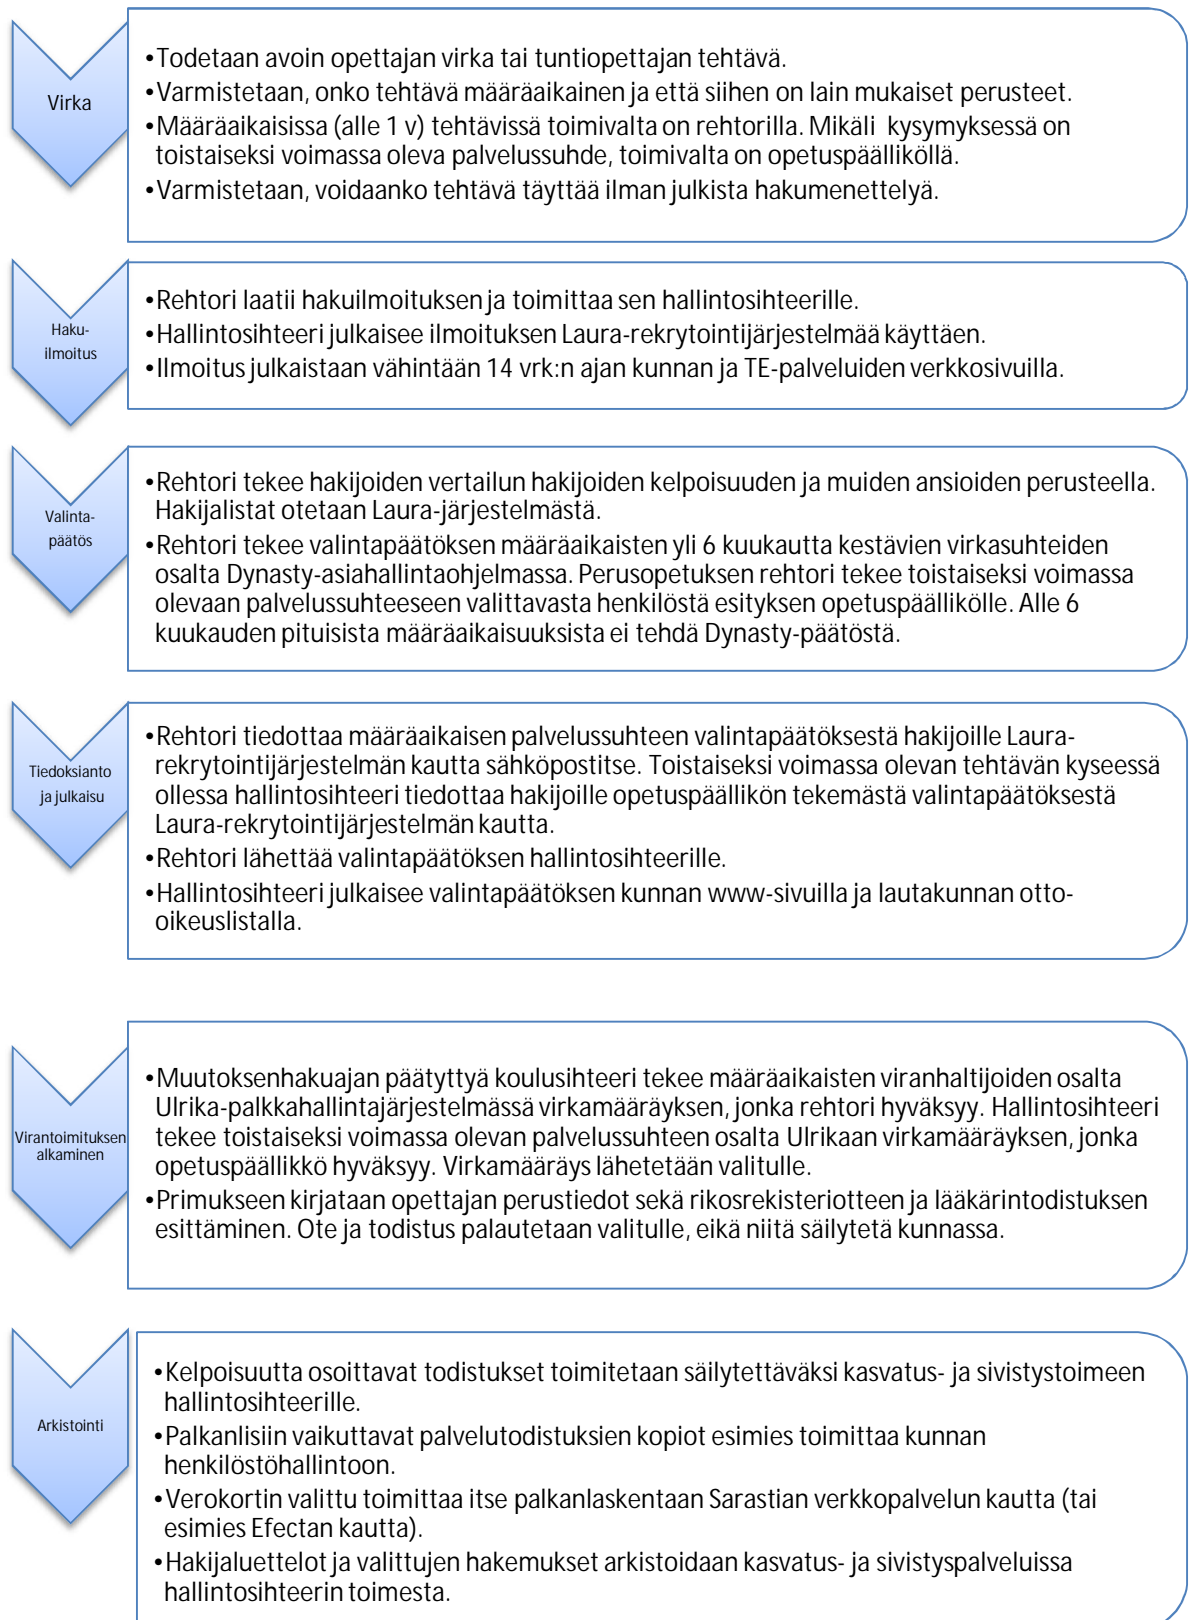 Virka
•Todetaan avoin opettajan virka tai tuntiopettajan tehtävä.
•Varmistetaan, onko tehtävä määräaikainen ja että siihen on lain mukaiset perusteet.
•Määräaikaisissa (alle 1 v) tehtävissä toimivalta on rehtorilla. Mikäli kysymyksessä on
toistaiseksi voimassa oleva palvelussuhde, toimivalta on opetuspäälliköllä.
•Varmistetaan, voidaanko tehtävä täyttää ilman julkista hakumenettelyä.
Haku-
ilmoitus
•Rehtori laatii hakuilmoituksen ja toimittaa sen hallintosihteerille.
•Hallintosihteeri julkaisee ilmoituksen Laura-rekrytointijärjestelmää käyttäen.
•Ilmoitus julkaistaan vähintään 14 vrk:n ajan kunnan ja TE-palveluiden verkkosivuilla.
Valinta-
päätös
•Rehtori tekee hakijoiden vertailun hakijoiden kelpoisuuden ja muiden ansioiden perusteella.
Hakijalistat otetaan Laura-järjestelmästä.
•Rehtori tekee valintapäätöksen määräaikaisten yli 6 kuukautta kestävien virkasuhteiden
osalta Dynasty-asiahallintaohjelmassa. Perusopetuksen rehtori tekee toistaiseksi voimassa
olevaan palvelussuhteeseen valittavasta henkilöstä esityksen opetuspäällikölle. Alle 6
kuukauden pituisista määräaikaisuuksista ei tehdä Dynasty-päätöstä.
Tiedoksianto
ja julkaisu
•Rehtori tiedottaa määräaikaisen palvelussuhteen valintapäätöksestä hakijoille Laura-
rekrytointijärjestelmän kautta sähköpostitse. Toistaiseksi voimassa olevan tehtävän kyseessä
ollessa hallintosihteeri tiedottaa hakijoille opetuspäällikön tekemästä valintapäätöksestä
Laura-rekrytointijärjestelmän kautta.
•Rehtori lähettää valintapäätöksen hallintosihteerille.
•Hallintosihteeri julkaisee valintapäätöksen kunnan www-sivuilla ja lautakunnan otto-
oikeuslistalla.
Virantoimituksen
alkaminen
•Muutoksenhakuajan päätyttyä koulusihteeri tekee määräaikaisten viranhaltijoiden osalta
Ulrika-palkkahallintajärjestelmässä virkamääräyksen, jonka rehtori hyväksyy. Hallintosihteeri
tekee toistaiseksi voimassa olevan palvelussuhteen osalta Ulrikaan virkamääräyksen, jonka
opetuspäällikkö hyväksyy. Virkamääräys lähetetään valitulle.
•Primukseen kirjataan opettajan perustiedot sekä rikosrekisteriotteen ja lääkärintodistuksen
esittäminen. Ote ja todistus palautetaan valitulle, eikä niitä säilytetä kunnassa.
Arkistointi
•Kelpoisuutta osoittavat todistukset toimitetaan säilytettäväksi kasvatus- ja sivistystoimeen
hallintosihteerille.
•Palkanlisiin vaikuttavat palvelutodistuksien kopiot esimies toimittaa kunnan
henkilöstöhallintoon.
•Verokortin valittu toimittaa itse palkanlaskentaan Sarastian verkkopalvelun kautta (tai
esimies Efectan kautta).
•Hakijaluettelot ja valittujen hakemukset arkistoidaan kasvatus- ja sivistyspalveluissa
hallintosihteerin toimesta.